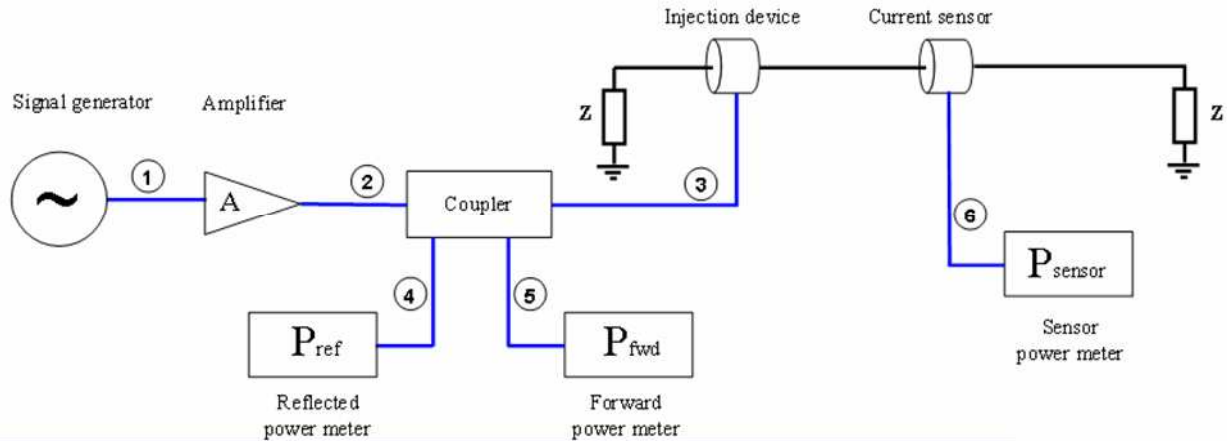 Injection device
Current sensor
Signal generator
Amplifier
Z
Z
1
2
3
~
A
Coupler
6
4
5
Psensor
Pref
Pfwd
Sensor
power meter
Reflected
power meter
Forward
power meter